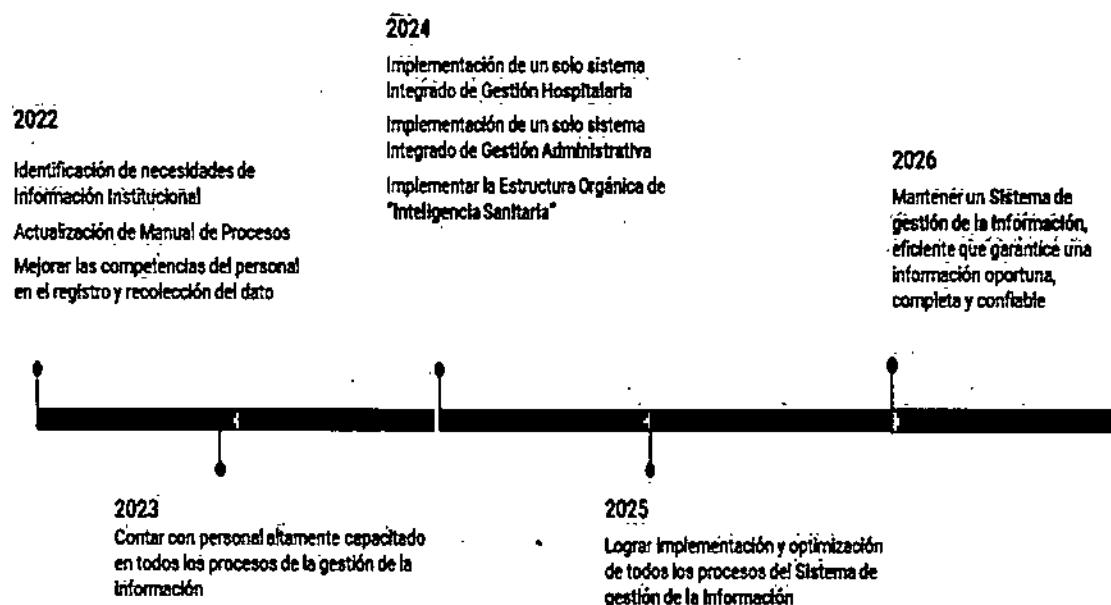 2022
Identificación de necesidades de
Información Institucional
Actualización de Manual de Procesos
Mejorar las competencias del personal
en el registro y recolección del dato
2023
Contar con personal altamente capacitado
en todos los procesos de la gestión de la
Información
2024
Implementación de un solo sistema
Integrado de Gestión Hospitalaria
Implementación de un solo sistema
Integrado de Gestión Administrativa
Implementar la Estructura Orgánica de
"Inteligencia Sanitaria"
2025
Lograr implementación y optimización
de todos los procesos del Sistema de
gestión de la Información
2026
Mantener un Sistema de
gestión de la Información,
eficiente que garantice una
información oportuna,
completa y confiable